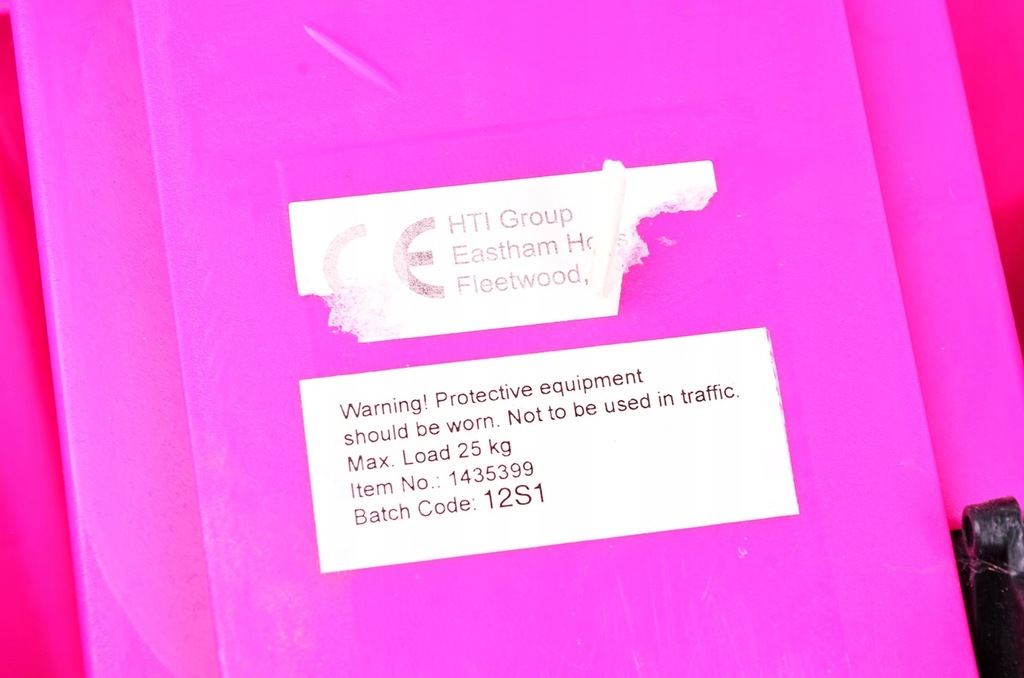 CE
HTI Group
Eastham
Fleetwood,
Warning! Protective equipment
should be worn. Not to be used in traffic.
Max. Load 25 kg
Item No.: 1435399
Batch Code: 12S1